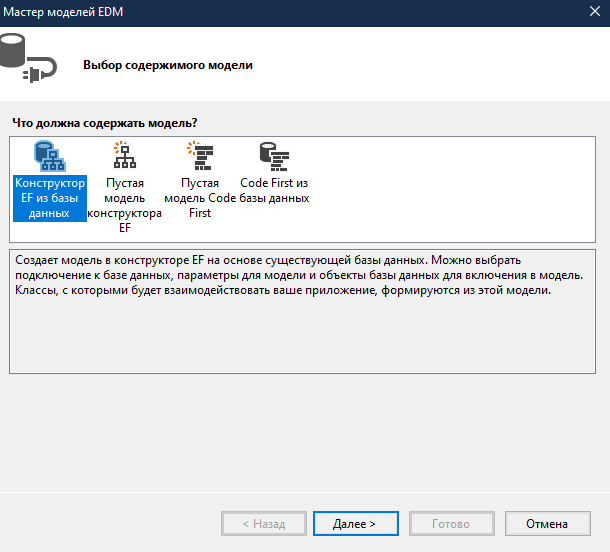 Мастер моделей EDM
Выбор содержимого модели
Что должна содержать модель?
Конструктор
EF из базы
данных
Пустая
модель
конструктора
EF
Пустая
модель Code
First
Code First из
базы данных
Создает модель в конструкторе EF на основе существующей базы данных. Можно выбрать
подключение к базе данных, параметры для модели и объекты базы данных для включения в модель.
Классы, с которыми будет взаимодействовать ваше приложение, формируются из этой модели.
< Назад
Далее >
Готово
Отмена